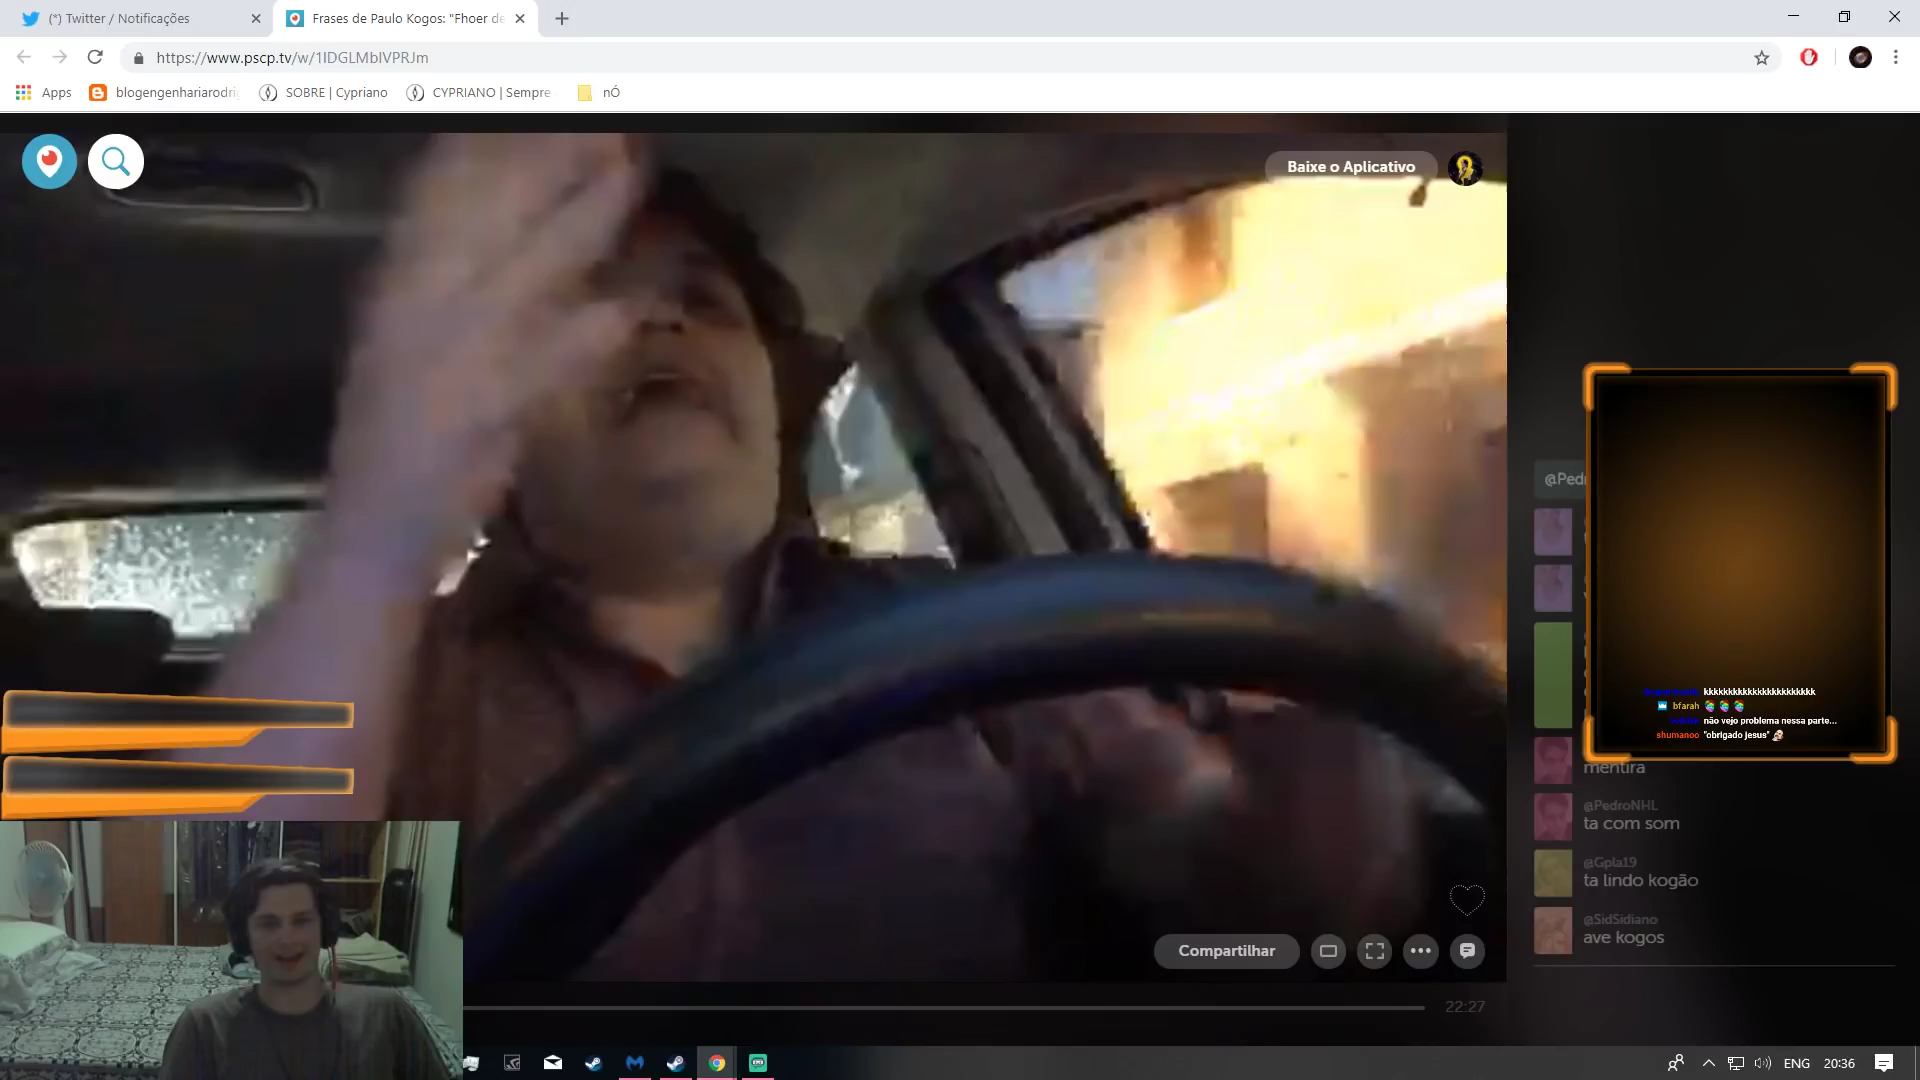 (*) Twitter / Notificações
Frases de Paulo Kogos: "Fhoer de
https://www.pscp.tv/w/1IDGLMbIVPRJm
Apps
blogengenhariarodri
SOBRE | Cypriano
CYPRIANO | Sempre
nÓ
Baixe o Aplicativo
@Ped
kkkkkkkkkkkkkkkkkkkkkkk
bfarah
não vejo problema nessa parte...
shumanoo "obrigado jesus"
mentira
@PedroNHL
ta com som
@Gpla19
ta lindo kogão
@SidSidiano
ave kogos
Compartilhar
22:27
ENG
20:36